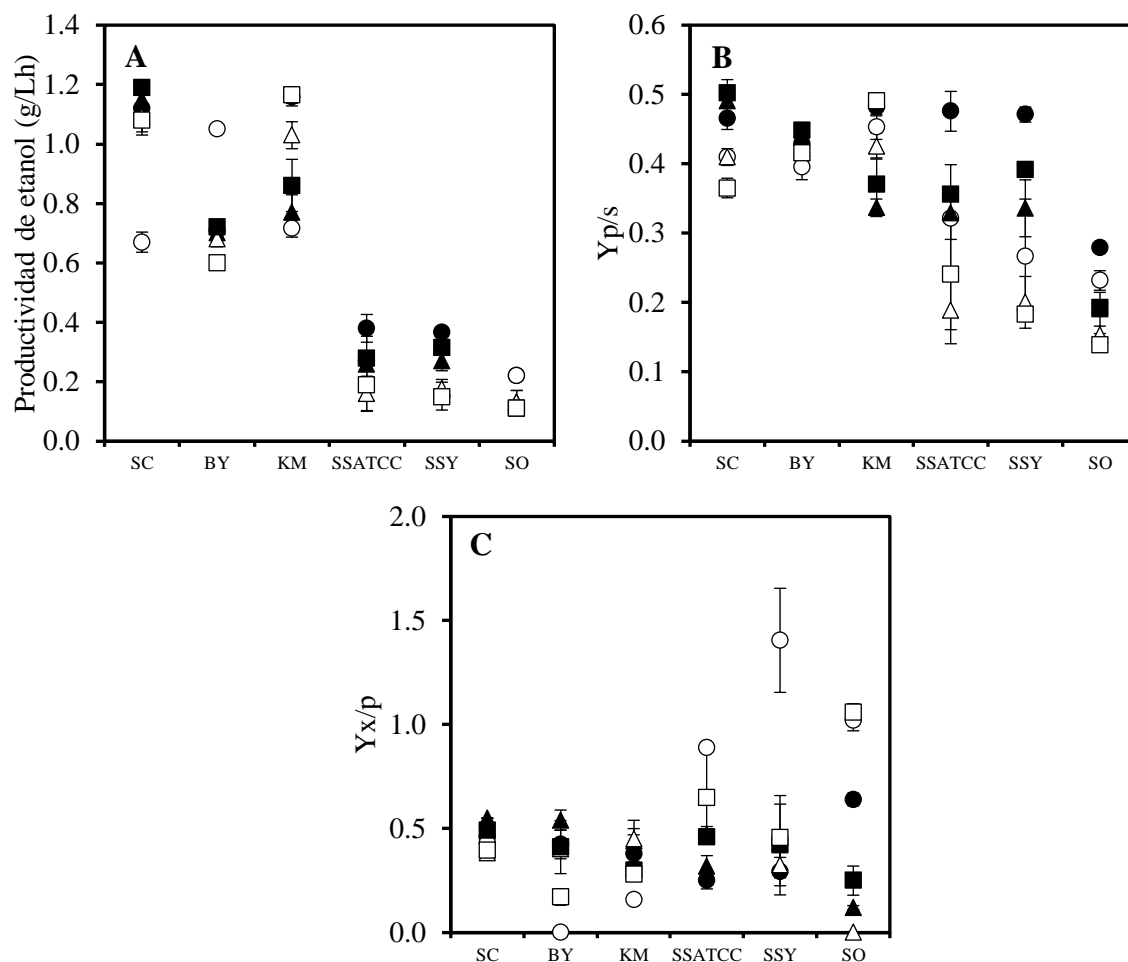 A
Productividad de etanol (g/Lh)
1.4
1.2
1.0
0.8
0.6
0.4
0.2
0.0
SC BY KM SSATCC SSY SO
B
Yp/s
0.6
0.5
0.4
0.3
0.2
0.1
0.0
SC BY KM SSATCC SSY SO
C
Yx/p
2.0
1.5
1.0
0.5
0.0
SC BY KM SSATCC SSY SO